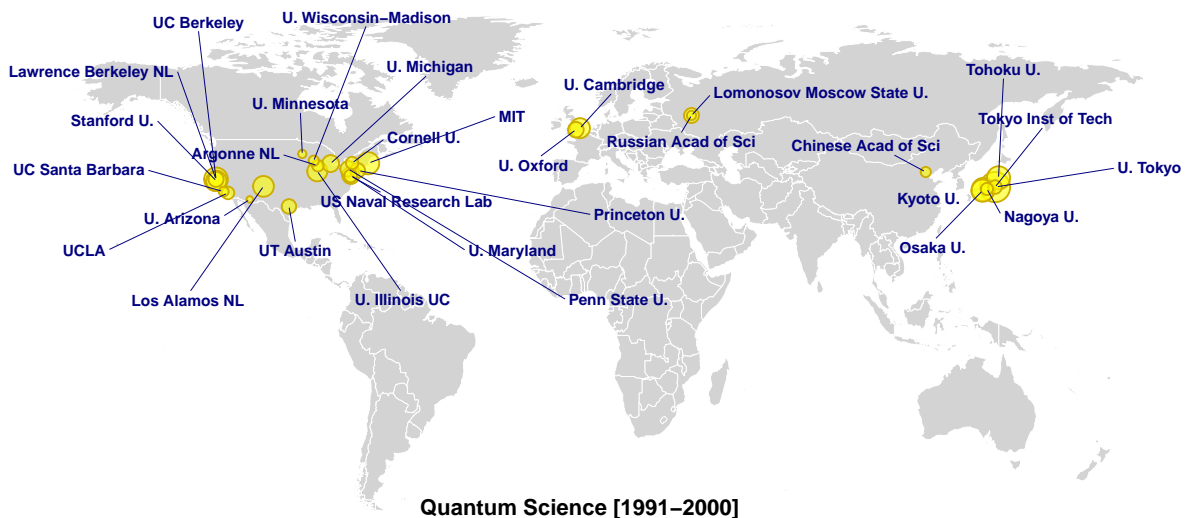 UC Berkeley
U. Wisconsin−Madison
Lawrence Berkeley NL
U. Michigan
U. Cambridge
Tohoku U.
U. Minnesota
Lomonosov Moscow State U.
Stanford U.
MIT
Tokyo Inst of Tech
Cornell U.
Russian Acad of Sci
Chinese Acad of Sci
Argonne NL
U. Oxford
UC Santa Barbara
U. Tokyo
US Naval Research Lab
Kyoto U.
U. Arizona
Princeton U.
Nagoya U.
UCLA
UT Austin
U. Maryland
Osaka U.
Los Alamos NL
U. Illinois UC
Penn State U.
Quantum Science [1991−2000]